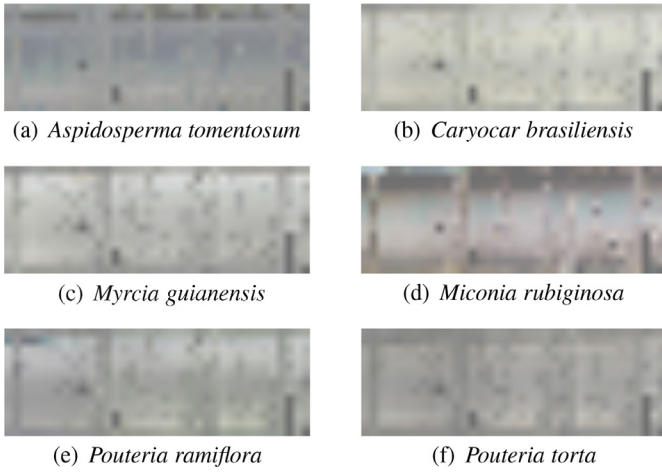 (a) Aspidosperma tomentosum
(b) Caryocar brasiliensis
(c) Myrcia guianensis
(d) Miconia rubiginosa
(e) Pouteria ramiflora
(f) Pouteria torta